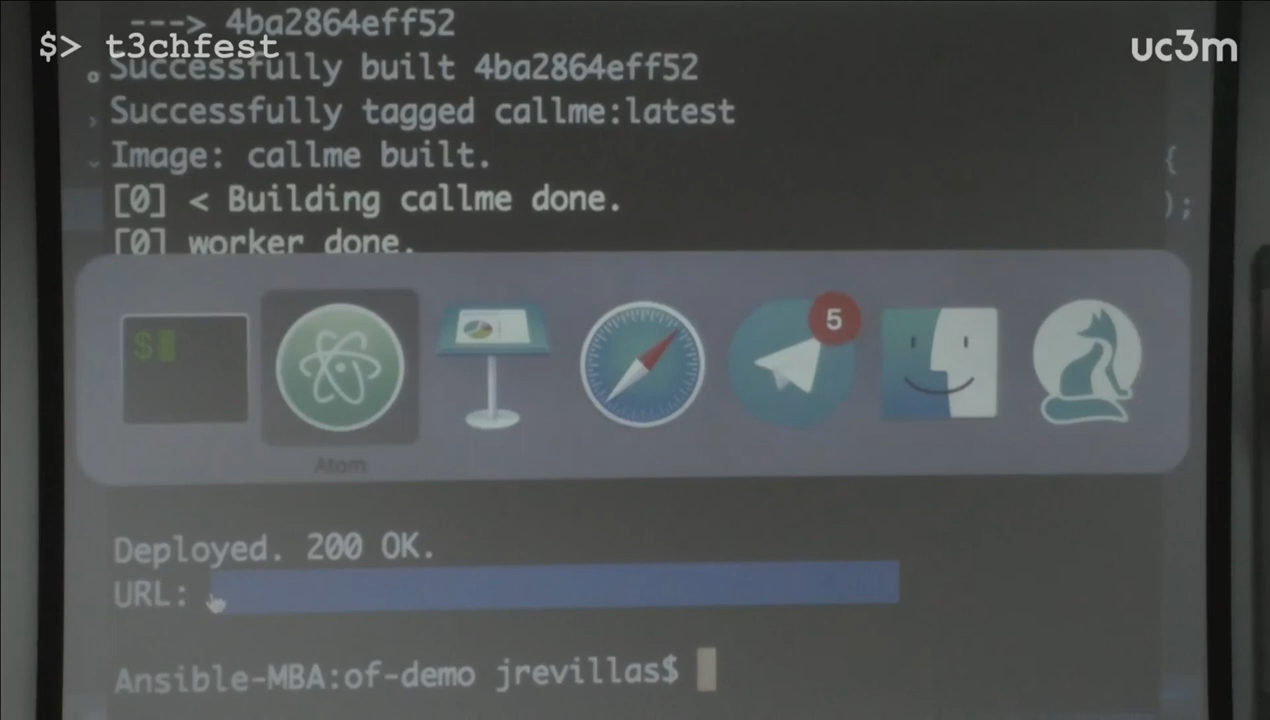 ---> 4ba2864eff52
$> t3chfest
uc3m
Successfully built 4ba2864eff52
Successfully tagged callme:latest
Image: callme built.
{
[0] < Building callme done.
);
[0] worker done.
$
5
Atom
Deployed. 200 OK.
URL:
Ansible-MBA:of-demo jrevillas$